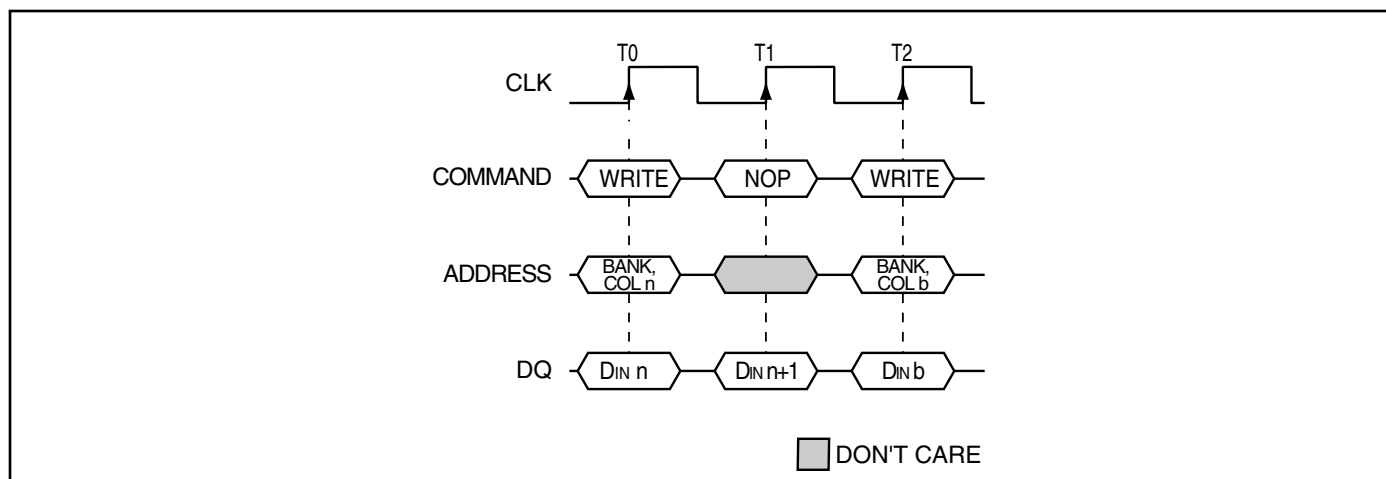 T0 T1 T2
CLK
COMMAND WRITE NOP WRITE
ADDRESS BANK, COL n BANK, COL b
DQ DIN n DIN n+1 DIN b
DON'T CARE